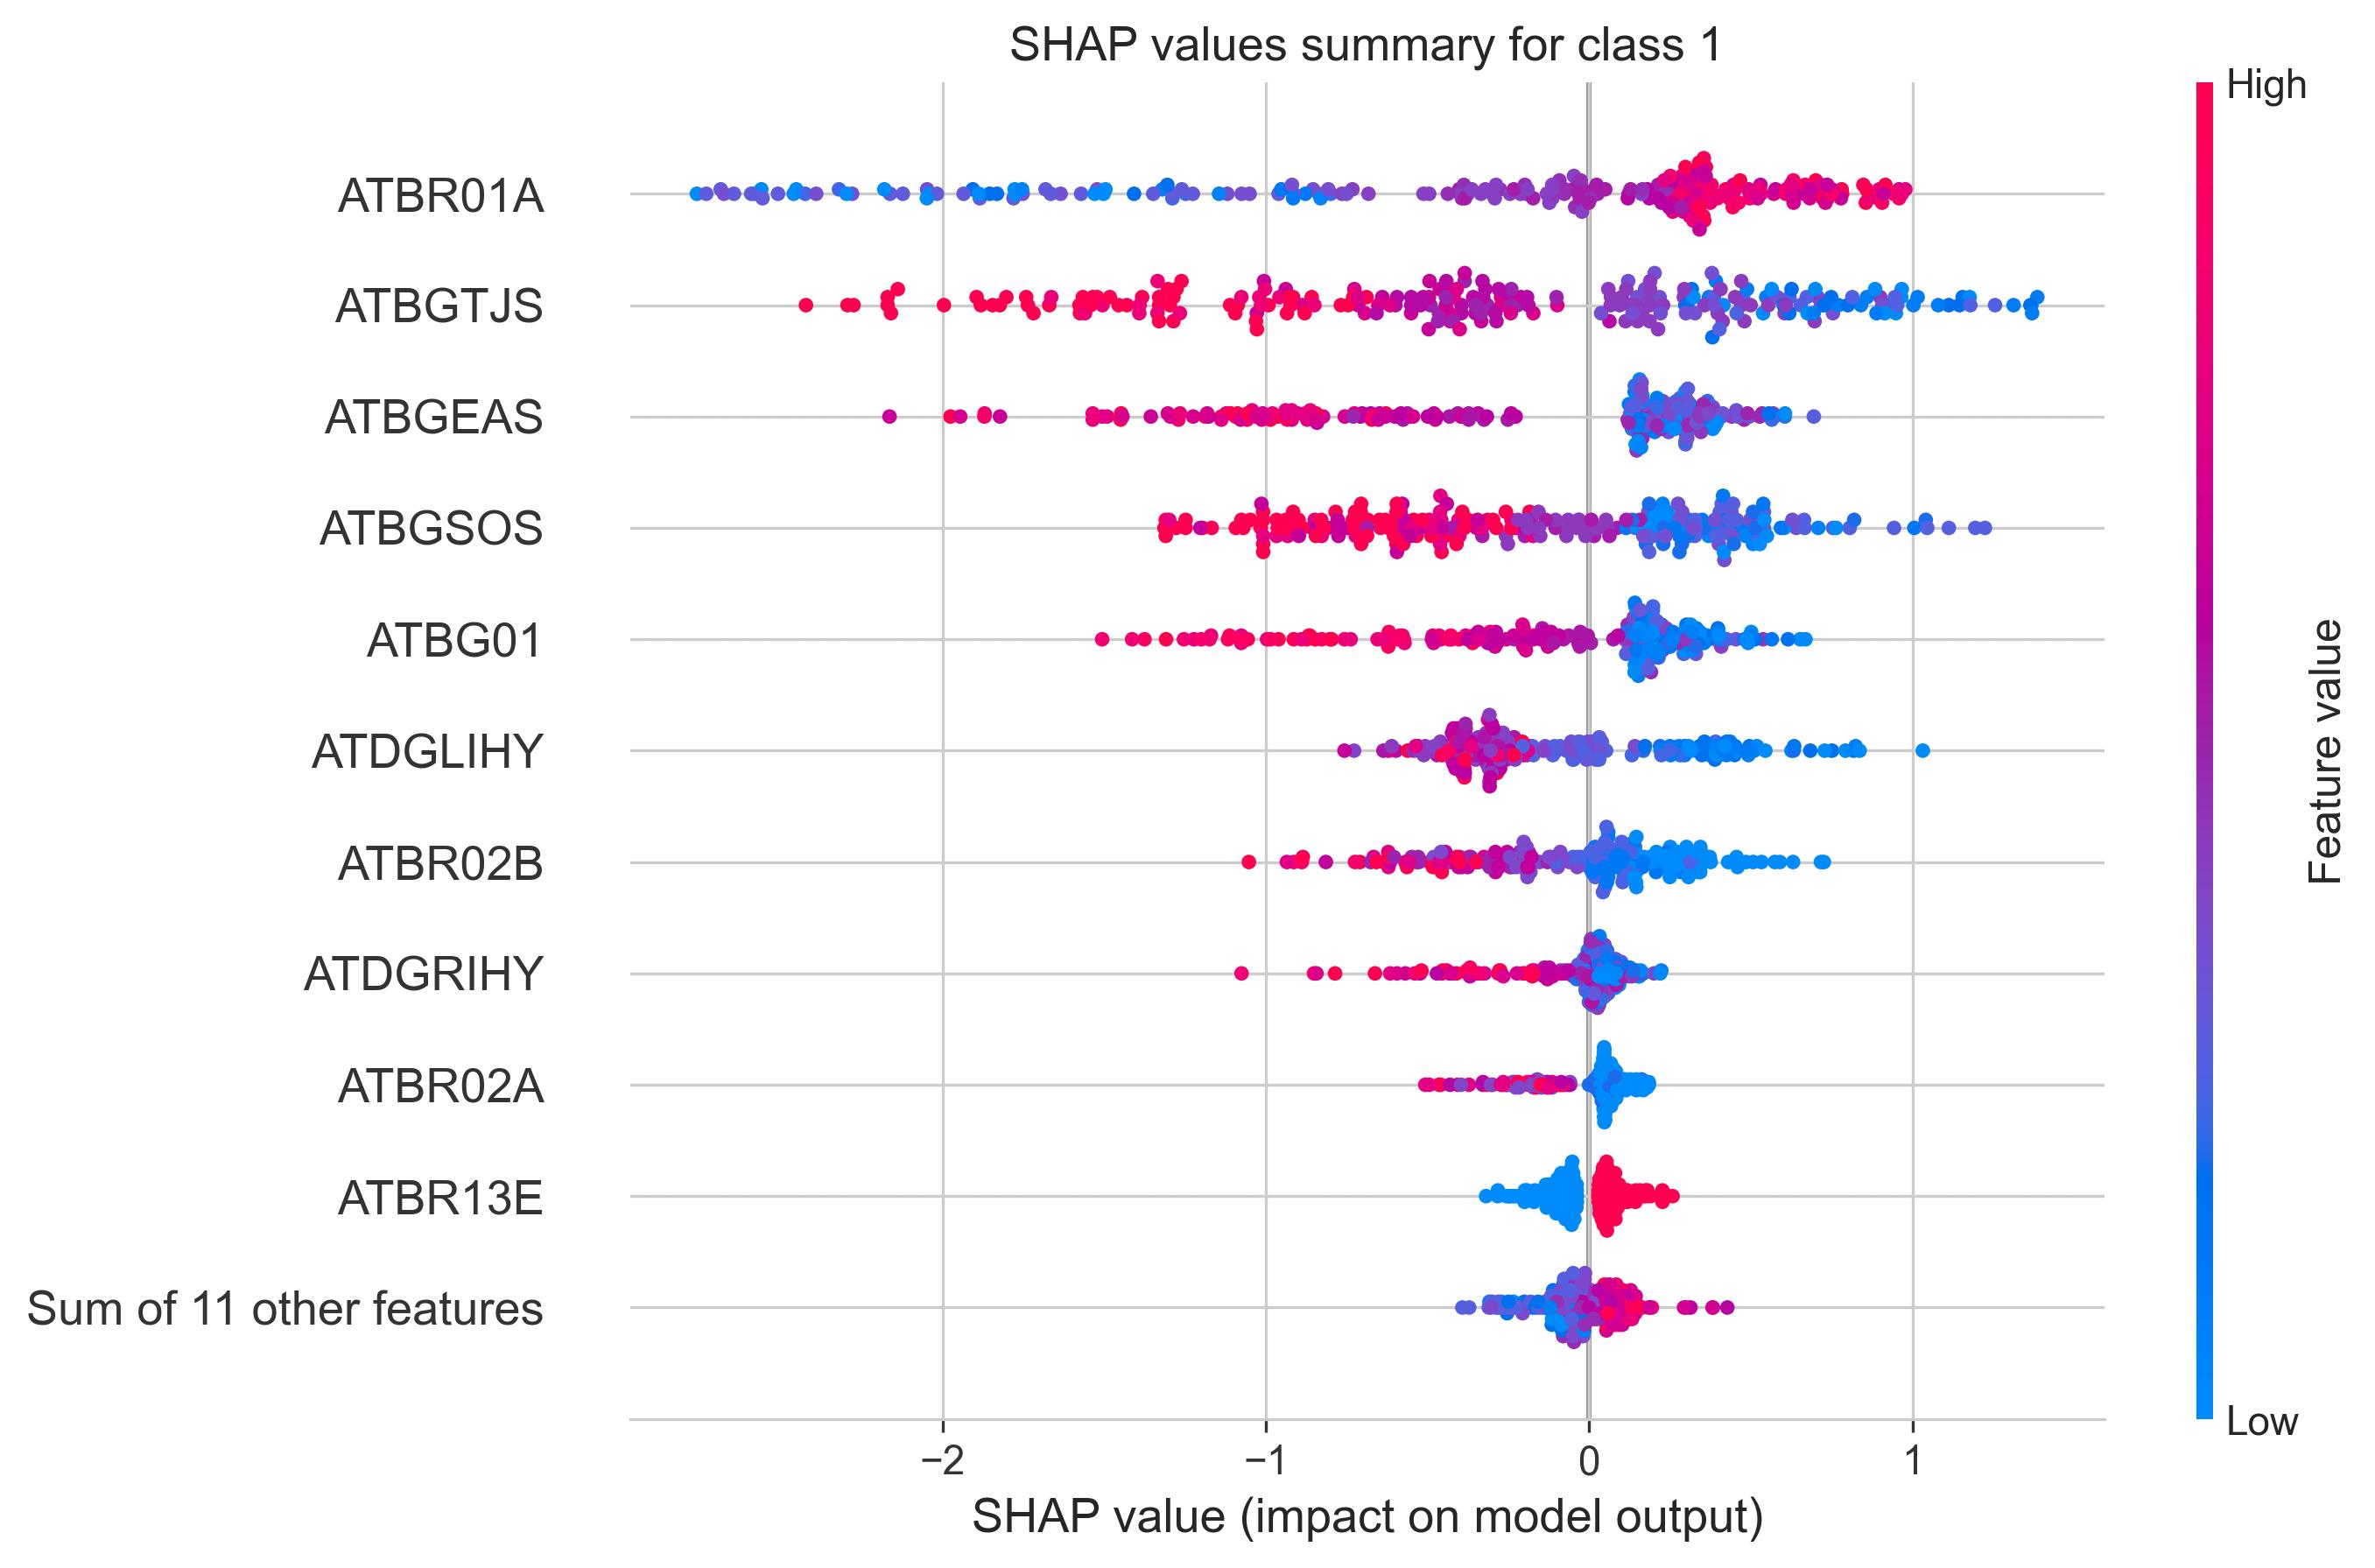 SHAP values summary for class 1
High
ATBR01A
ATBGTJS
ATBGEAS
ATBGSOS
ATBG01
ATDGLIHY
ATBR02B
ATDGRIHY
ATBR02A
ATBR13E
Sum of 11 other features
Feature value
Low
−2
−1
0
1
SHAP value (impact on model output)